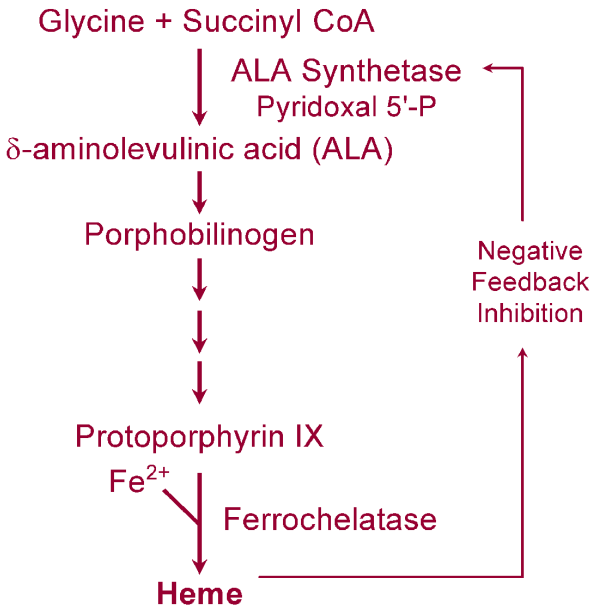 Glycine + Succinyl CoA
ALA Synthetase
Pyridoxal 5'-P
δ-aminolevulinic acid (ALA)
Porphobilinogen
Negative
Feedback
Inhibition
Protoporphyrin IX
Fe²⁺
Ferrochelatase
Heme